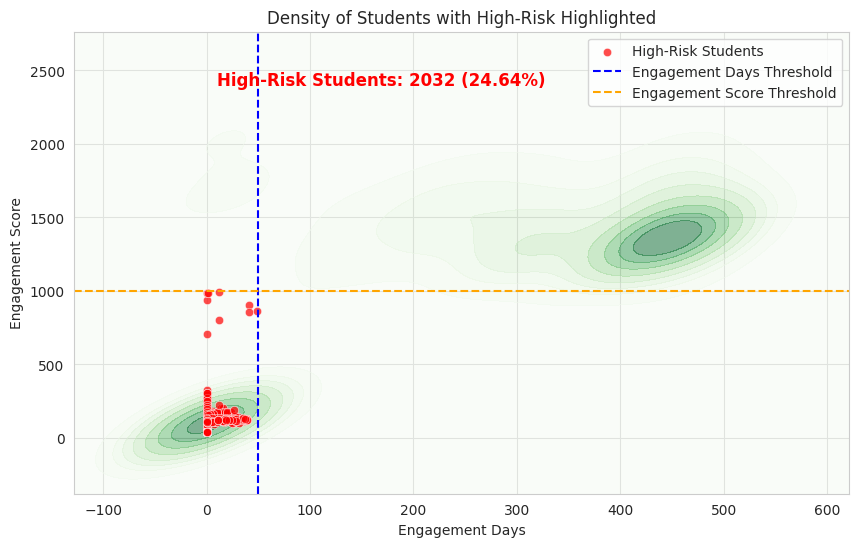 Density of Students with High-Risk Highlighted
High-Risk Students
Engagement Days Threshold
Engagement Score Threshold
High-Risk Students: 2032 (24.64%)
Engagement Score
2500
2000
1500
1000
500
0
−100 0 100 200 300 400 500 600
Engagement Days